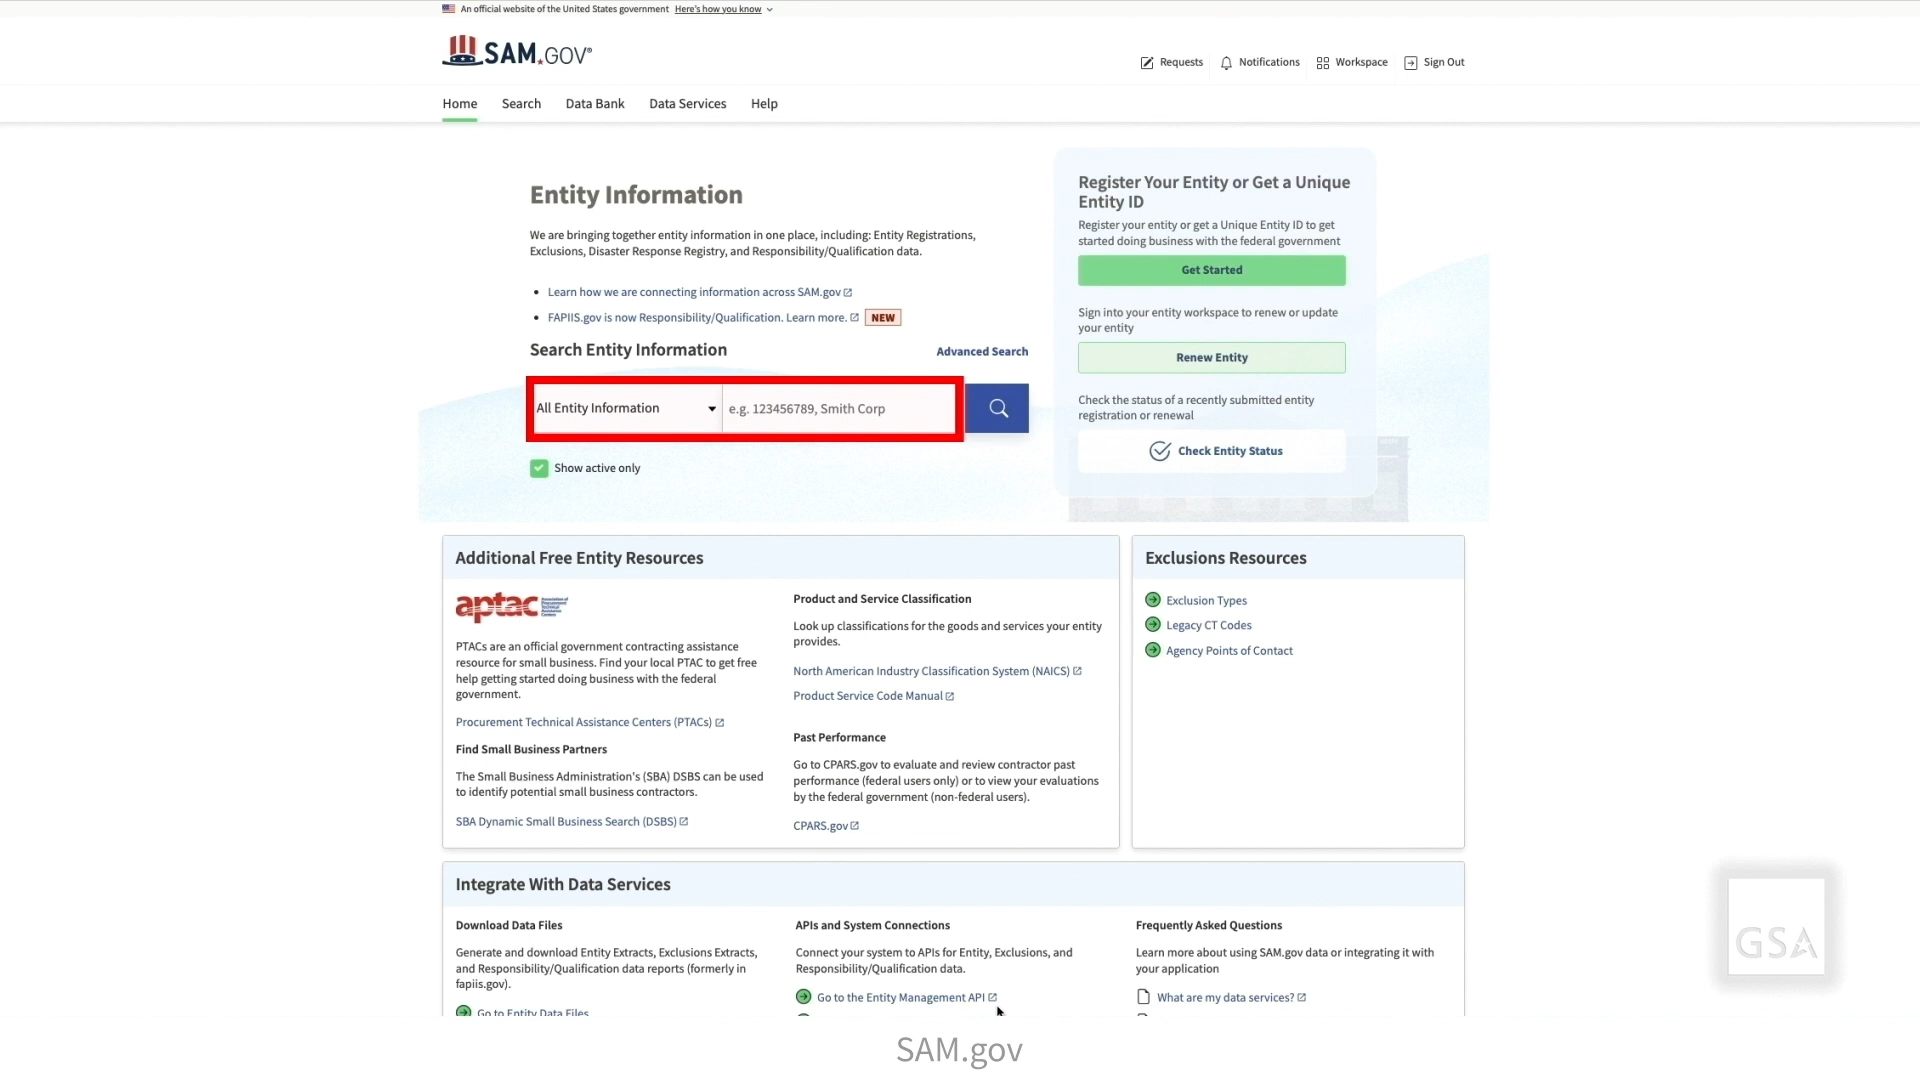 An official website of the United States government Here's how you know
SAM.GOV®
Requests Notifications Workspace Sign Out
Home Search Data Bank Data Services Help
Entity Information
We are bringing together entity information in one place, including: Entity Registrations,
Exclusions, Disaster Response Registry, and Responsibility/Qualification data.
Learn how we are connecting information across SAM.gov
FAPIIS.gov is now Responsibility/Qualification. Learn more. NEW
Search Entity Information Advanced Search
All Entity Information e.g. 123456789, Smith Corp
Show active only
Register Your Entity or Get a Unique
Entity ID
Register your entity or get a Unique Entity ID to get
started doing business with the federal government
Get Started
Sign into your entity workspace to renew or update
your entity
Renew Entity
Check the status of a recently submitted entity
registration or renewal
Check Entity Status
Additional Free Entity Resources
aptac
PTACs are an official government contracting assistance
resource for small business. Find your local PTAC to get free
help getting started doing business with the federal
government.
Procurement Technical Assistance Centers (PTACs)
Find Small Business Partners
The Small Business Administration's (SBA) DSBS can be used
to identify potential small business contractors.
SBA Dynamic Small Business Search (DSBS)
Product and Service Classification
Look up classifications for the goods and services your entity
provides.
North American Industry Classification System (NAICS)
Product Service Code Manual
Past Performance
Go to CPARS.gov to evaluate and review contractor past
performance (federal users only) or to view your evaluations
by the federal government (non-federal users).
CPARS.gov
Exclusions Resources
Exclusion Types
Legacy CT Codes
Agency Points of Contact
Integrate With Data Services
Download Data Files
Generate and download Entity Extracts, Exclusions Extracts,
and Responsibility/Qualification data reports (formerly in
fapiis.gov).
Go to Entity Data Files
APIs and System Connections
Connect your system to APIs for Entity, Exclusions, and
Responsibility/Qualification data.
Go to the Entity Management API
Frequently Asked Questions
Learn more about using SAM.gov data or integrating it with
your application
What are my data services?
GSA
SAM.gov